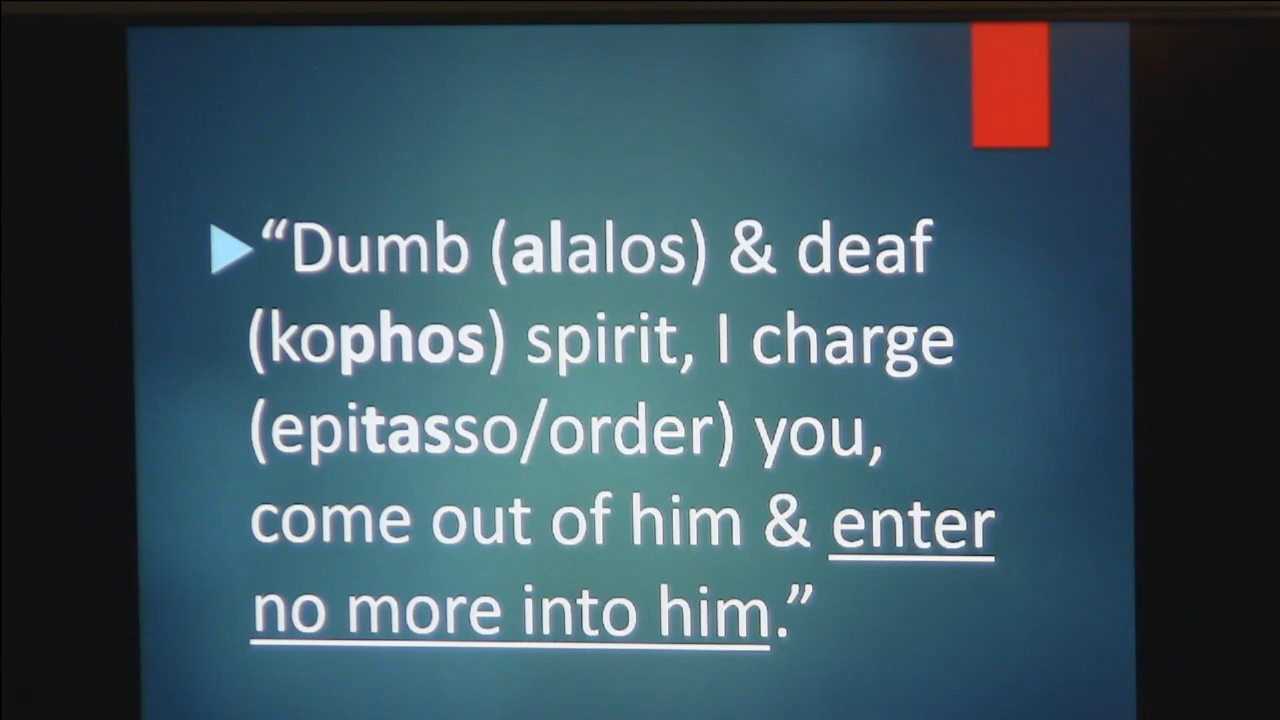 “Dumb (alalos) & deaf
(kophos) spirit, I charge
(epitasso/order) you,
come out of him & enter
no more into him.”